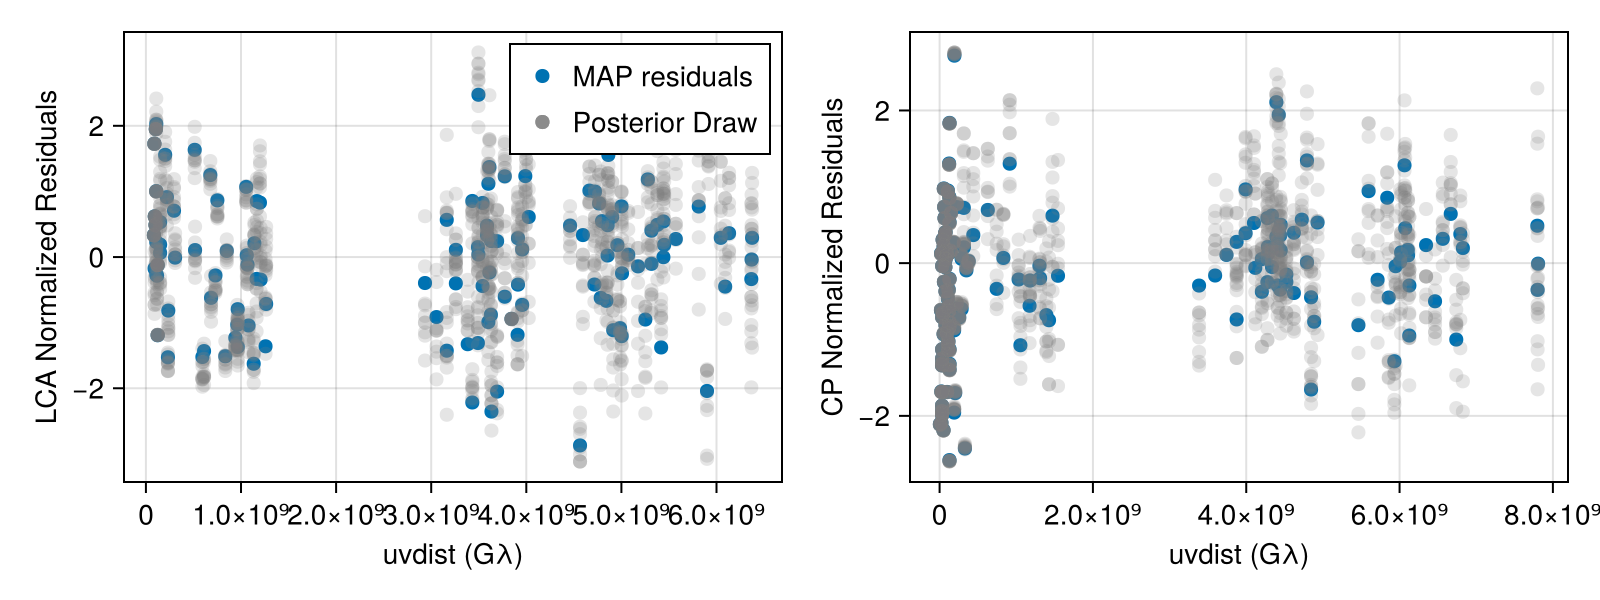 LCA Normalized Residuals
2
0
−2
MAP residuals
Posterior Draw
0 1.0×10⁹ 2.0×10⁹ 3.0×10⁹ 4.0×10⁹ 5.0×10⁹ 6.0×10⁹
uvdist (Gλ)
CP Normalized Residuals
2
0
−2
0 2.0×10⁹ 4.0×10⁹ 6.0×10⁹ 8.0×10⁹
uvdist (Gλ)